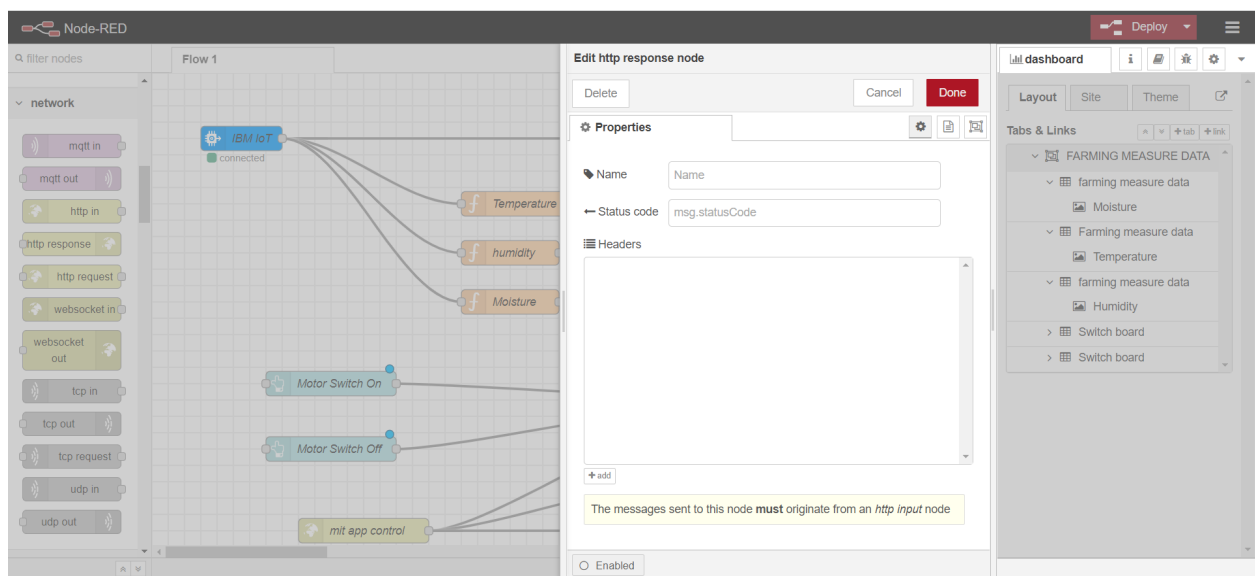 Node-RED
Deploy
filter nodes
network
mqtt in
mqtt out
http in
http response
http request
websocket in
websocket
out
tcp in
tcp out
tcp request
udp in
udp out
Flow 1
IBM IoT
connected
Temperature
humidity
Moisture
Motor Switch On
Motor Switch Off
mit app control
Edit http response node
Delete
Cancel
Done
Properties
Name
Name
Status code
msg.statusCode
Headers
add
The messages sent to this node must originate from an http input node
Enabled
dashboard
i
Layout
Site
Theme
Tabs & Links
+ tab
+ link
FARMING MEASURE DATA
farming measure data
Moisture
Farming measure data
Temperature
farming measure data
Humidity
Switch board
Switch board